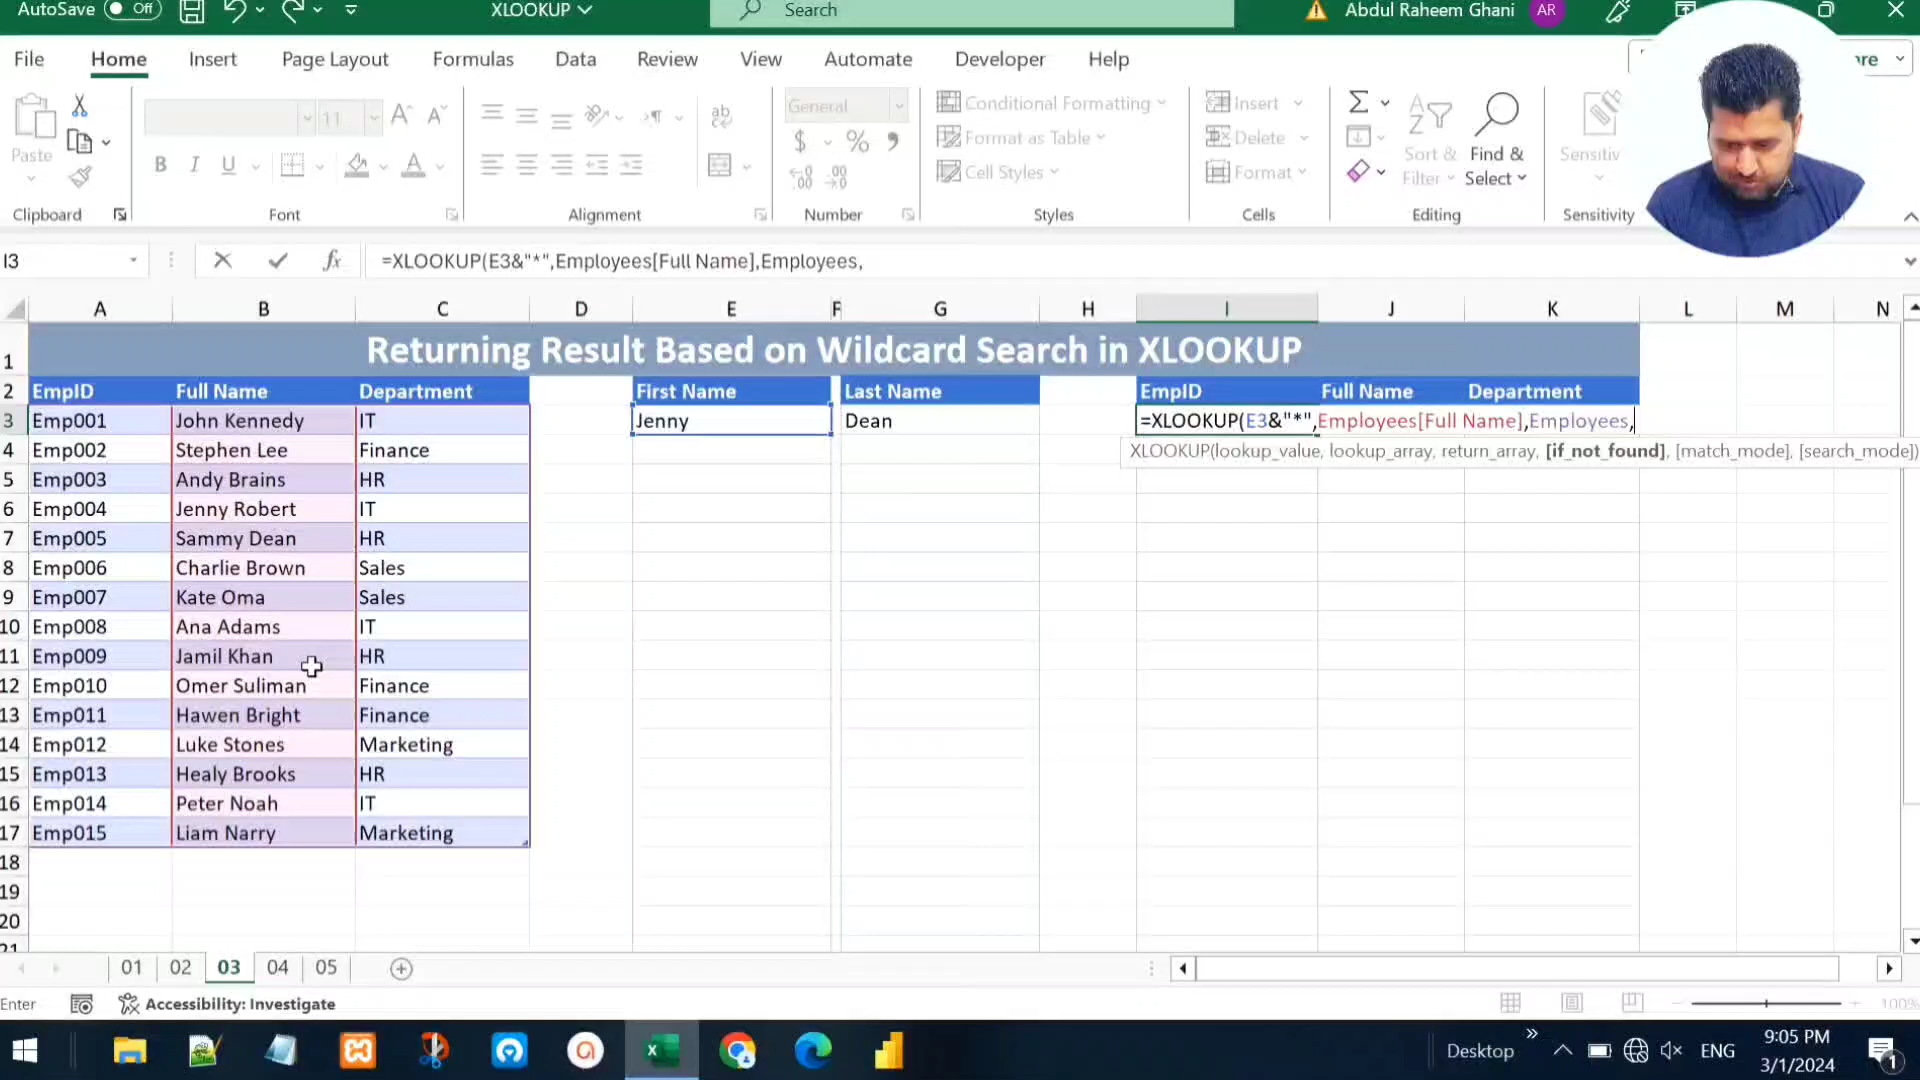 AutoSave Off XLOOKUP Search Abdul Raheem Ghani AR
File Home Insert Page Layout Formulas Data Review View Automate Developer Help re
Paste
Clipboard
11
B I U
Font
ab
Alignment
General
$ % 9
Number
Conditional Formatting
Format as Table
Cell Styles
Styles
Insert
Delete
Format
Cells
Sort & Filter
Find & Select
Editing
Sensitiv
Sensitivity
I3 fx =XLOOKUP(E3&"*",Employees[Full Name],Employees,
A B C D E F G H I J K L M N
1 Returning Result Based on Wildcard Search in XLOOKUP
2 EmpID Full Name Department First Name Last Name EmpID Full Name Department
3 Emp001 John Kennedy IT Jenny Dean =XLOOKUP(E3&"*",Employees[Full Name],Employees,
XLOOKUP(lookup_value, lookup_array, return_array, [if_not_found], [match_mode], [search_mode])
4 Emp002 Stephen Lee Finance
5 Emp003 Andy Brains HR
6 Emp004 Jenny Robert IT
7 Emp005 Sammy Dean HR
8 Emp006 Charlie Brown Sales
9 Emp007 Kate Oma Sales
10 Emp008 Ana Adams IT
11 Emp009 Jamil Khan HR
12 Emp010 Omer Suliman Finance
13 Emp011 Hawen Bright Finance
14 Emp012 Luke Stones Marketing
15 Emp013 Healy Brooks HR
16 Emp014 Peter Noah IT
17 Emp015 Liam Narry Marketing
18
19
20
21
01 02 03 04 05
Enter Accessibility: Investigate 100%
Desktop ENG 9:05 PM
3/1/2024 1